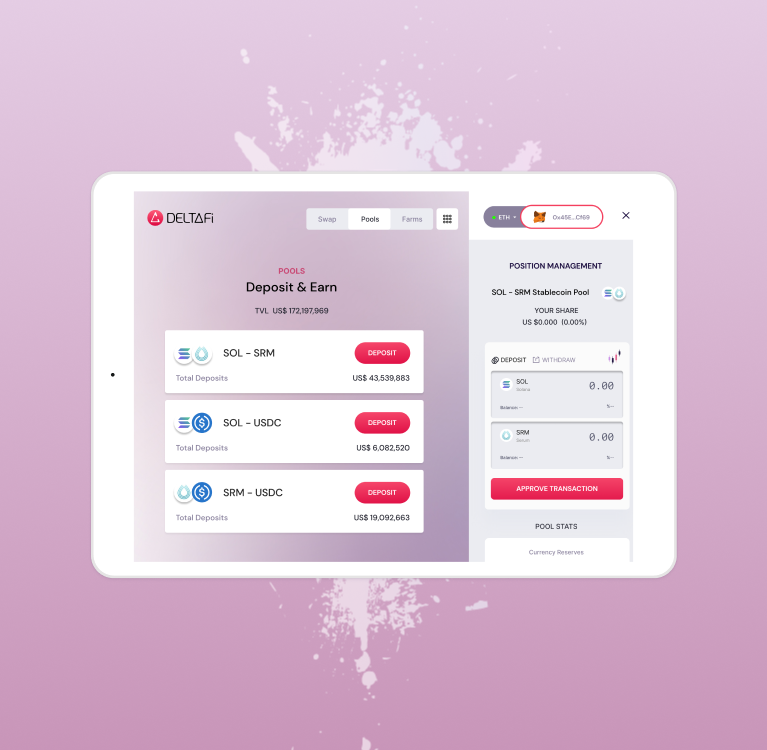 DELTAFi
Swap
Pools
Farms
ETH
0x45E...Cf69
POOLS
Deposit & Earn
TVL US$ 172,197,969
SOL – SRM
DEPOSIT
Total Deposits
US$ 43,539,883
SOL – USDC
DEPOSIT
Total Deposits
US$ 6,082,520
SRM – USDC
DEPOSIT
Total Deposits
US$ 19,092,663
POSITION MANAGEMENT
SOL – SRM Stablecoin Pool
YOUR SHARE
US $0.000 (0.00%)
DEPOSIT
WITHDRAW
SOL
Solana
0.00
Balance: —
SRM
Serum
0.00
Balance: —
APPROVE TRANSACTION
POOL STATS
Currency Reserves